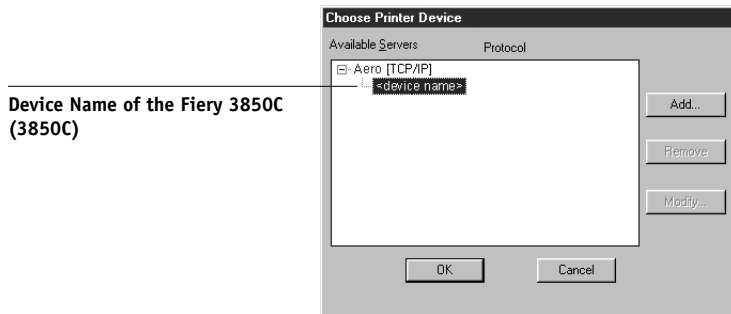 Choose Printer Device
Available Servers Protocol
Aero [TCP/IP]
<device name>
Device Name of the Fiery 3850C
(3850C)
Add...
Remove
Modify...
OK Cancel